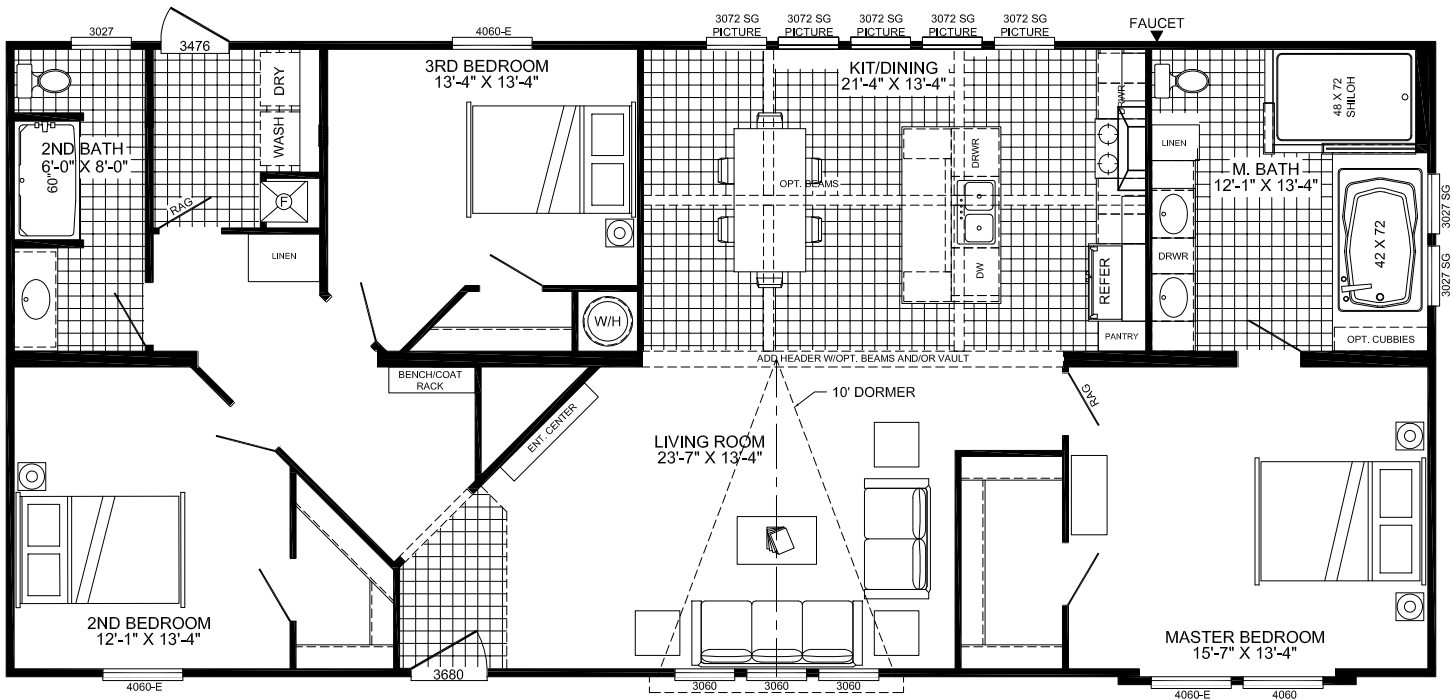 3027
3476
4060-E
3072 SG
PICTURE
3072 SG
PICTURE
3072 SG
PICTURE
3072 SG
PICTURE
3072 SG
PICTURE
FAUCET
3RD BEDROOM
13'-4" X 13'-4"
KIT/DINING
21'-4" X 13'-4"
DRY
WASH
2ND BATH
6'-0" X 8'-0"
60"
RAG
F
LINEN
W/H
OPT. BEAMS
DRWR
DW
DRWR
REFER
PANTRY
LINEN
DRWR
48 X 72
SHILOH
M. BATH
12'-1" X 13'-4"
42 X 72
3027 SG
3027 SG
OPT. CUBBIES
ADD HEADER W/OPT. BEAMS AND/OR VAULT
BENCH/COAT
RACK
ENT. CENTER
10' DORMER
RAG
LIVING ROOM
23'-7" X 13'-4"
2ND BEDROOM
12'-1" X 13'-4"
MASTER BEDROOM
15'-7" X 13'-4"
4060-E
3680
3060
3060
3060
4060-E
4060